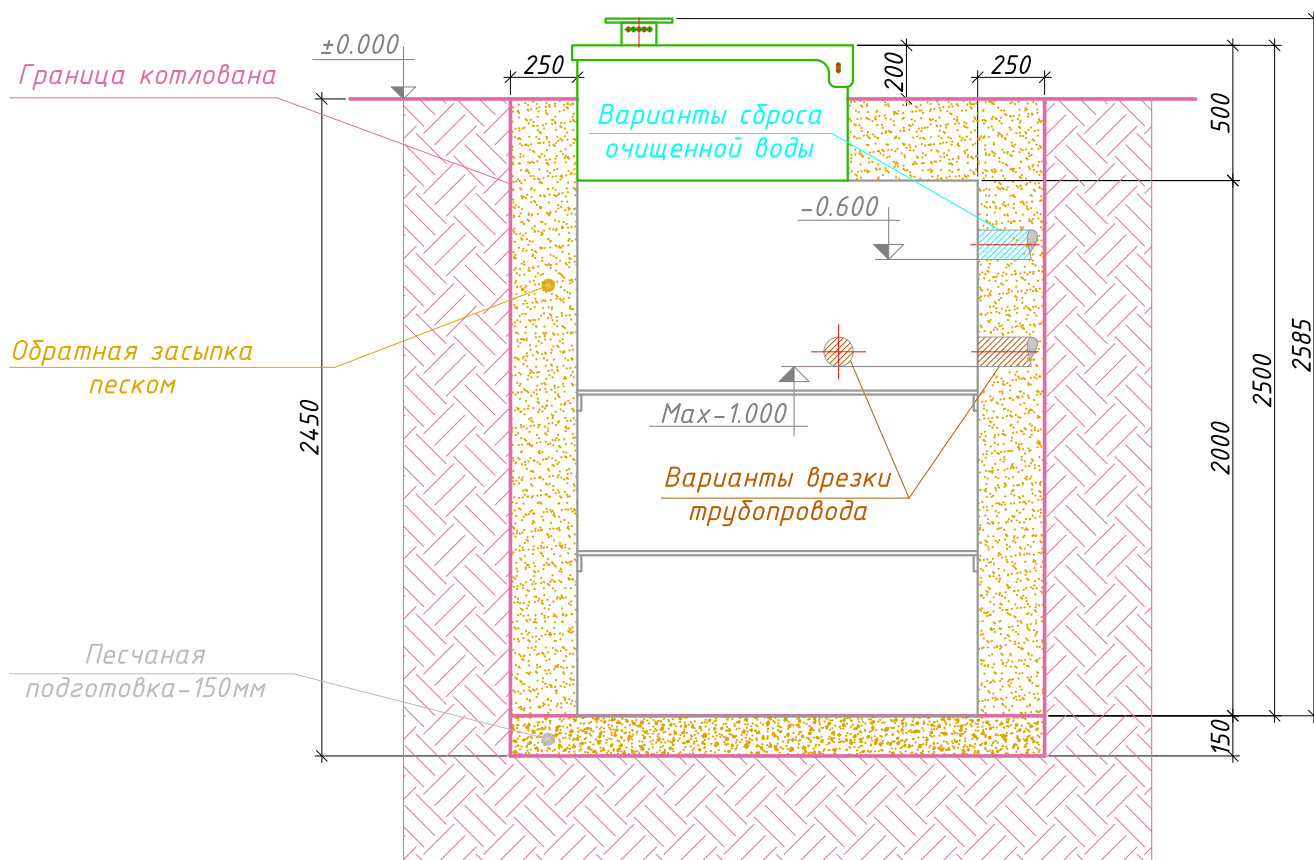 ±0.000
Граница котлована
250
200
250
500
Варианты сброса
очищенной воды
-0.600
Обратная засыпка
песком
2450
Max-1.000
2000
2500
2585
Варианты врезки
трубопровода
Песчаная
подготовка-150мм
150